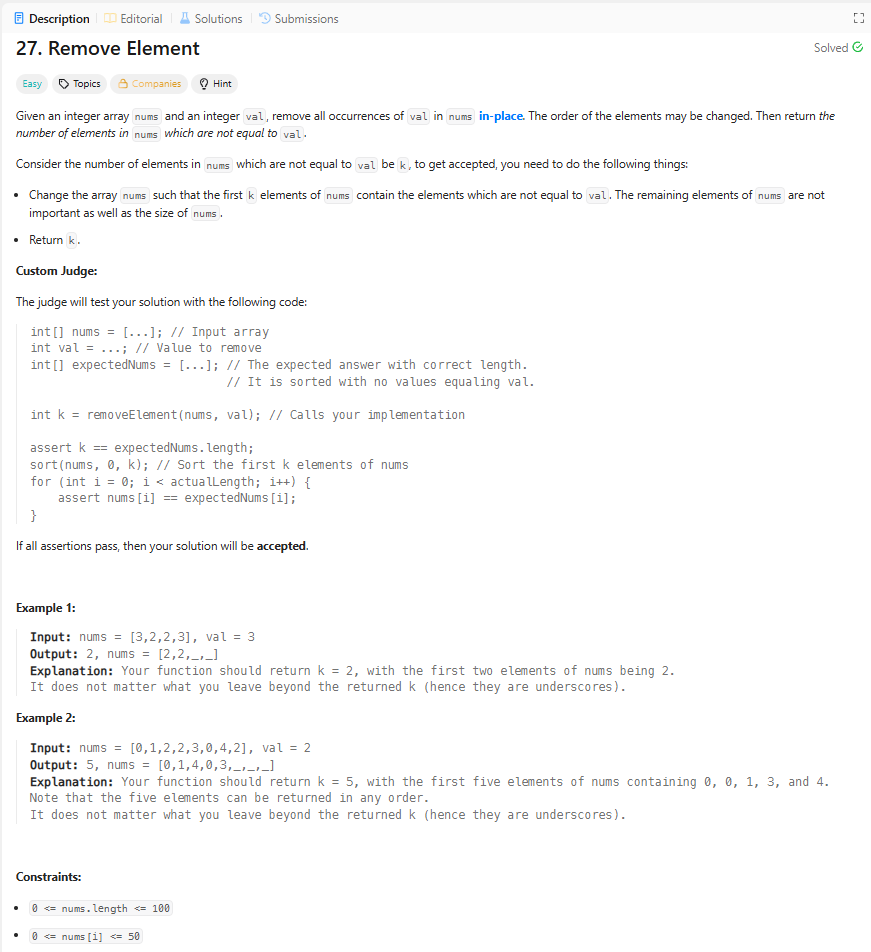 Description Editorial Solutions Submissions
27. Remove Element
Solved
Easy Topics Companies Hint
Given an integer array nums and an integer val, remove all occurrences of val in nums in-place. The order of the elements may be changed. Then return the
number of elements in nums which are not equal to val.
Consider the number of elements in nums which are not equal to val be k, to get accepted, you need to do the following things:
• Change the array nums such that the first k elements of nums contain the elements which are not equal to val. The remaining elements of nums are not
important as well as the size of nums.
• Return k.
Custom Judge:
The judge will test your solution with the following code:
int[] nums = [...]; // Input array
int val = ...; // Value to remove
int[] expectedNums = [...]; // The expected answer with correct length.
// It is sorted with no values equaling val.
int k = removeElement(nums, val); // Calls your implementation
assert k == expectedNums.length;
sort(nums, 0, k); // Sort the first k elements of nums
for (int i = 0; i < actualLength; i++) {
assert nums[i] == expectedNums[i];
}
If all assertions pass, then your solution will be accepted.
Example 1:
Input: nums = [3,2,2,3], val = 3
Output: 2, nums = [2,2,_,_]
Explanation: Your function should return k = 2, with the first two elements of nums being 2.
It does not matter what you leave beyond the returned k (hence they are underscores).
Example 2:
Input: nums = [0,1,2,2,3,0,4,2], val = 2
Output: 5, nums = [0,1,4,0,3,_,_,_]
Explanation: Your function should return k = 5, with the first five elements of nums containing 0, 0, 1, 3, and 4.
Note that the five elements can be returned in any order.
It does not matter what you leave beyond the returned k (hence they are underscores).
Constraints:
• 0 <= nums.length <= 100
• 0 <= nums[i] <= 50